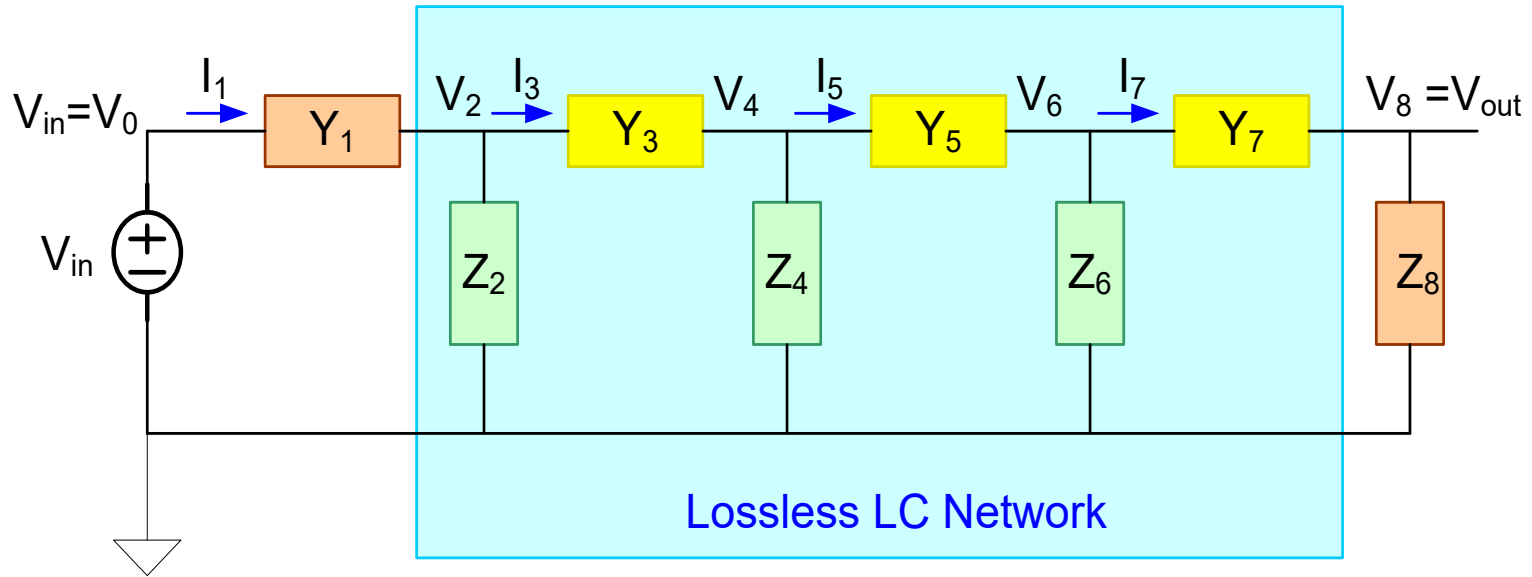 I₁
V₂
I₃
V₄
I₅
V₆
I₇
V₈ =Vₒᵤₜ
Vᵢₙ=V₀
Y₁
Y₃
Y₅
Y₇
Vᵢₙ
+
−
Z₂
Z₄
Z₆
Z₈
Lossless LC Network